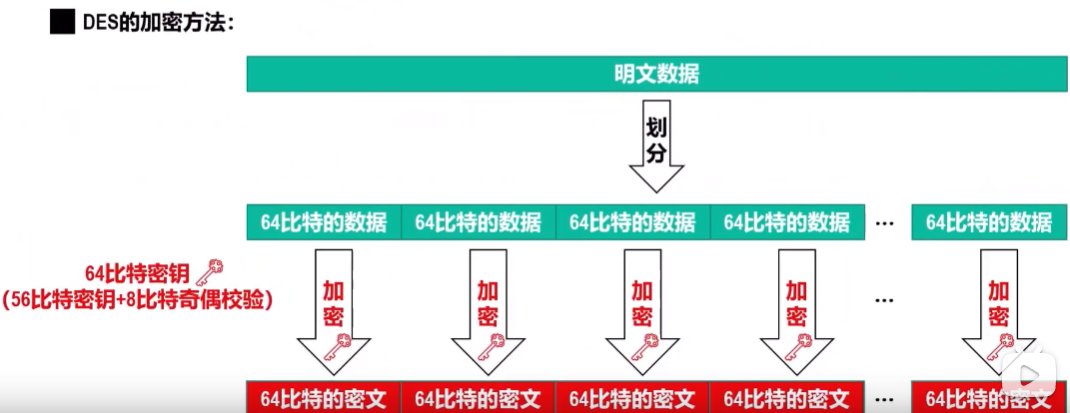 DES的加密方法：
明文数据
划分
64比特的数据 64比特的数据 64比特的数据 64比特的数据 … 64比特的数据
64比特密钥
（56比特密钥+8比特奇偶校验）
加密 加密 加密 加密 … 加密
64比特的密文 64比特的密文 64比特的密文 64比特的密文 … 64比特的密文